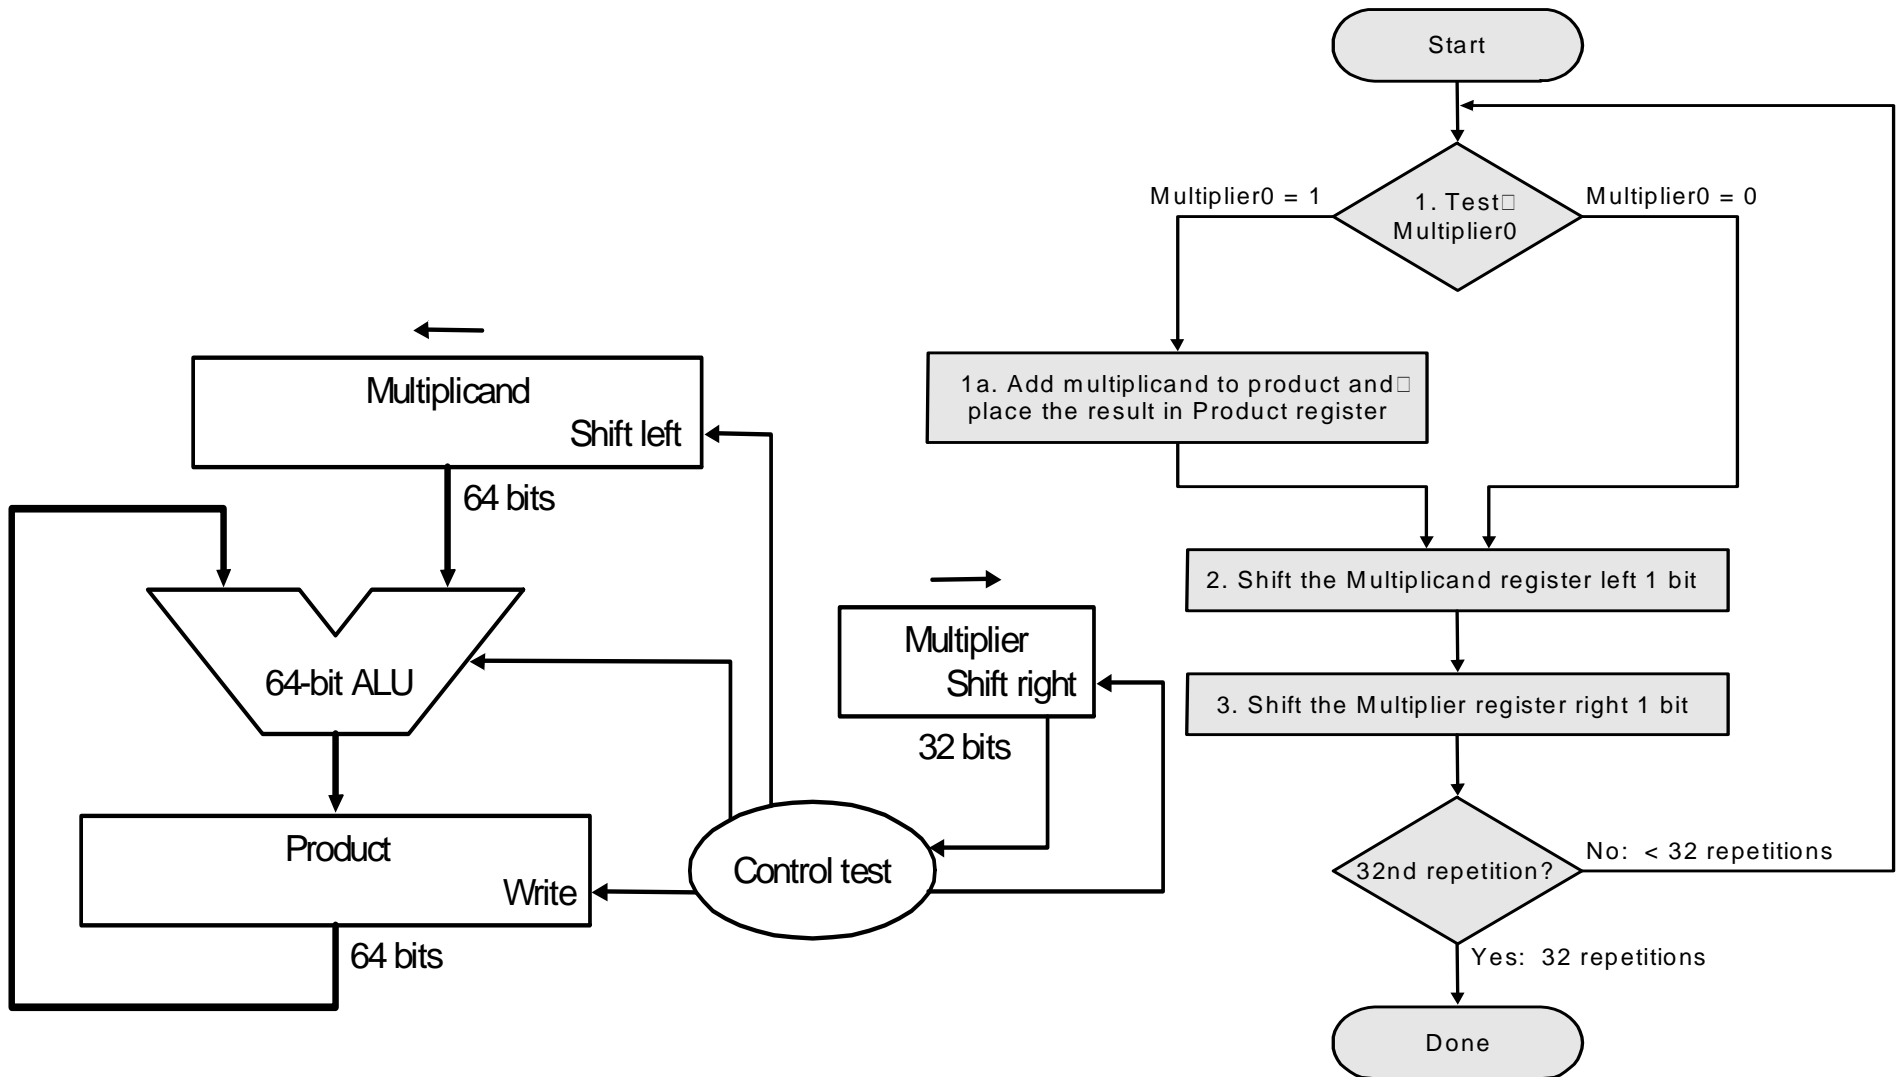 Multiplicand
Shift left
64 bits
64-bit ALU
Product
Write
64 bits
Control test
Multiplier
Shift right
32 bits
Start
1. Test□
Multiplier0
Multiplier0 = 1
Multiplier0 = 0
1a. Add multiplicand to product and□
place the result in Product register
2. Shift the Multiplicand register left 1 bit
3. Shift the Multiplier register right 1 bit
32nd repetition?
No: < 32 repetitions
Yes: 32 repetitions
Done